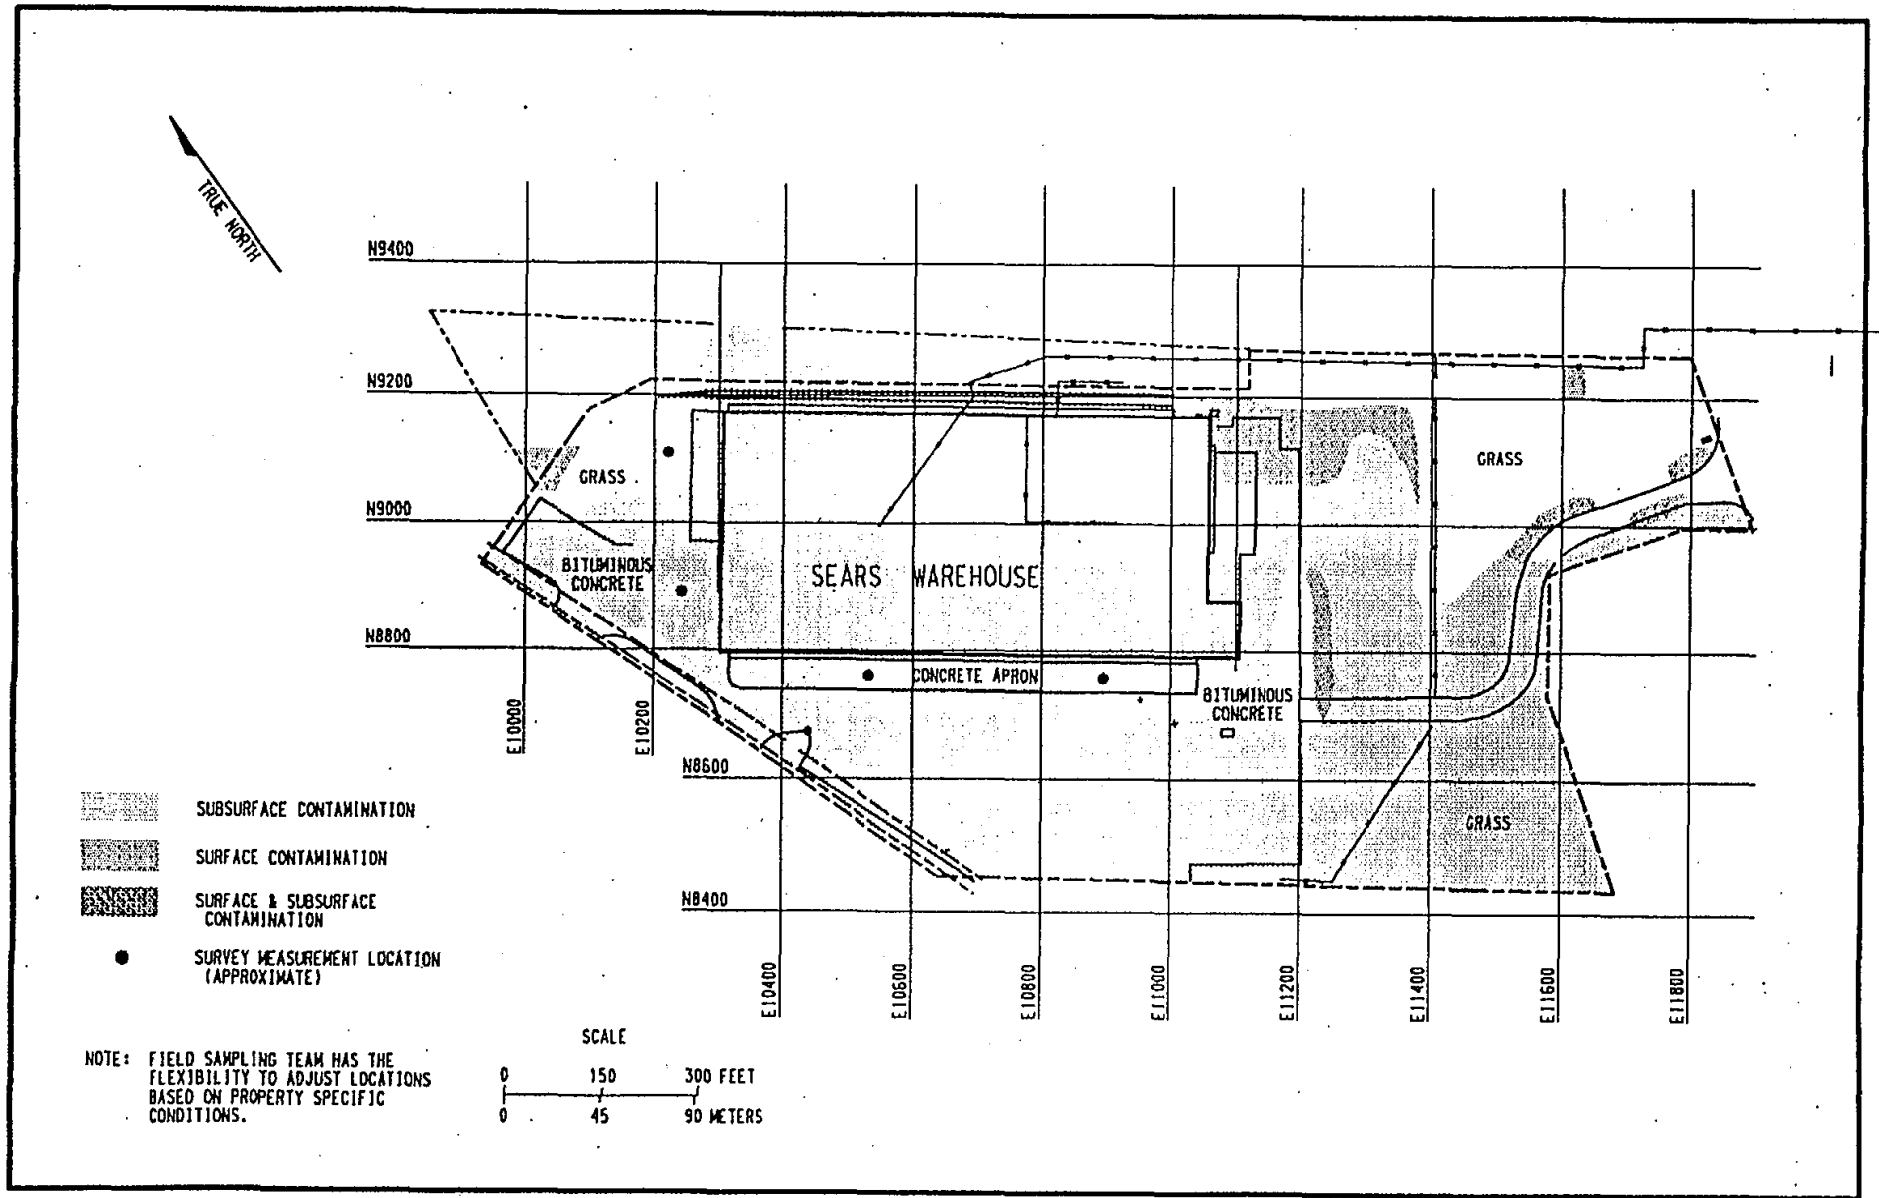 TRUE NORTH
N9400
N9200
GRASS
GRASS
N9000
BITUMINOUS
CONCRETE
SEARS WAREHOUSE
N8800
CONCRETE APRON
BITUMINOUS
CONCRETE
E10000
E10200
N8600
GRASS
N8400
E10400
E10600
E10800
E11000
E11200
E11400
E11600
E11800
SUBSURFACE CONTAMINATION
SURFACE CONTAMINATION
SURFACE & SUBSURFACE
CONTAMINATION
SURVEY MEASUREMENT LOCATION
(APPROXIMATE)
NOTE: FIELD SAMPLING TEAM HAS THE
FLEXIBILITY TO ADJUST LOCATIONS
BASED ON PROPERTY SPECIFIC
CONDITIONS.
SCALE
0 150 300 FEET
0 45 90 METERS